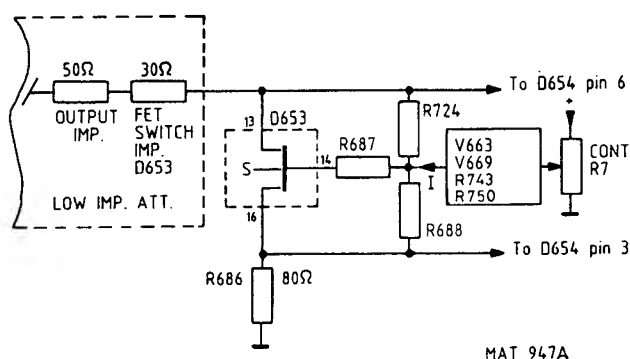 50Ω
30Ω
OUTPUT
IMP.
FET
SWITCH
IMP.
D653
LOW IMP. ATT.
13
D653
S
14
16
R687
R724
I
R688
V663
V669
R743
R750
To D654 pin 6
+
CONT
R7
To D654 pin 3
R686
80Ω
MAT 947A